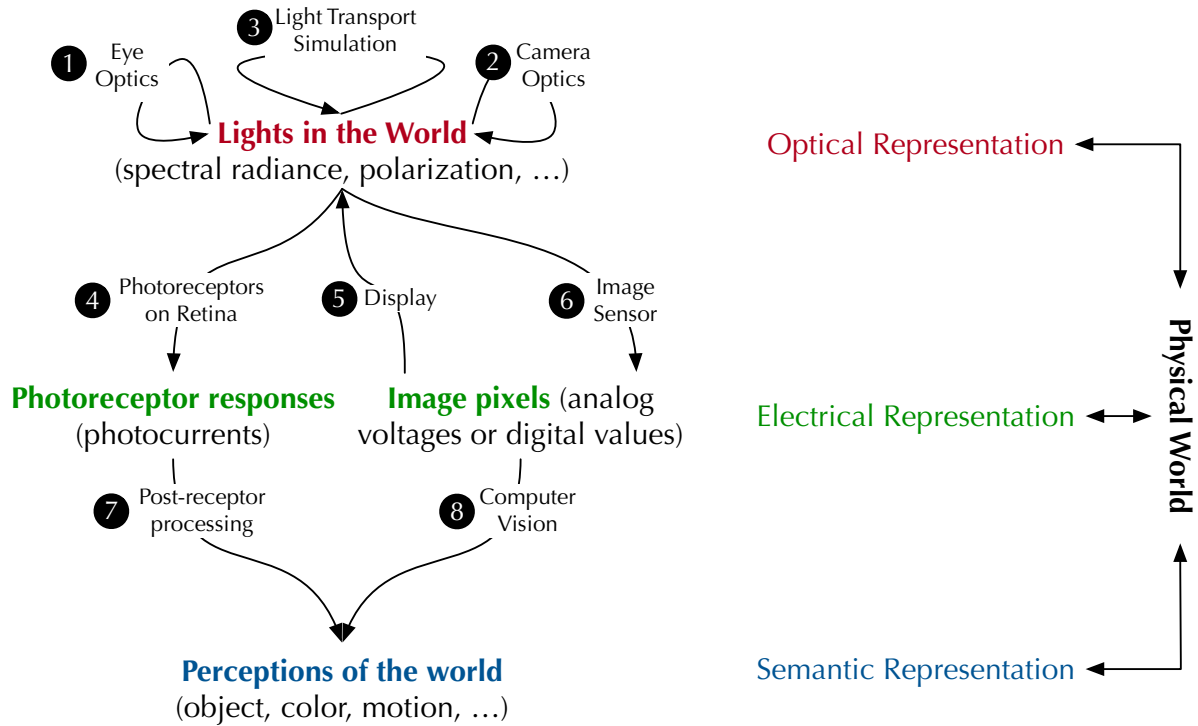 3 Light Transport
Simulation
1 Eye
Optics
2 Camera
Optics
Lights in the World
(spectral radiance, polarization, …)
4 Photoreceptors
on Retina
5 Display
6 Image
Sensor
Photoreceptor responses
(photocurrents)
Image pixels (analog
voltages or digital values)
7 Post-receptor
processing
8 Computer
Vision
Perceptions of the world
(object, color, motion, …)
Optical Representation
Electrical Representation
Semantic Representation
Physical World